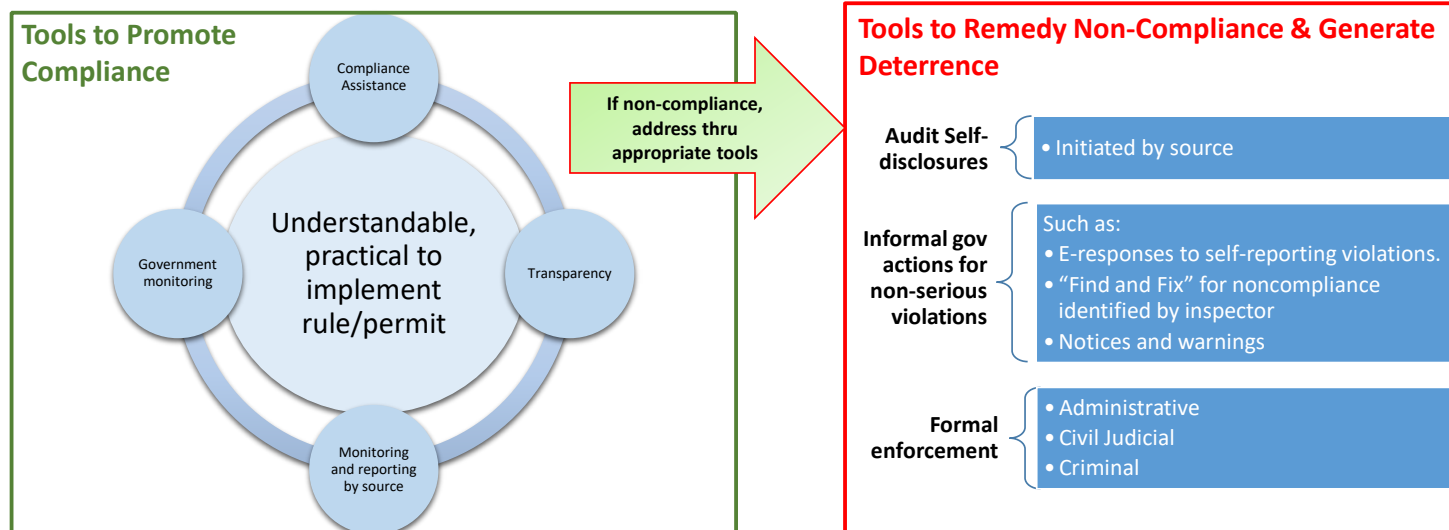 Tools to Promote
Compliance
Compliance
Assistance
Government
monitoring
Understandable,
practical to
implement
rule/permit
Transparency
Monitoring
and reporting
by source
If non-compliance,
address thru
appropriate tools
Tools to Remedy Non-Compliance & Generate
Deterrence
Audit Self-
disclosures
• Initiated by source
Informal gov
actions for
non-serious
violations
Such as:
• E-responses to self-reporting violations.
• “Find and Fix” for noncompliance
identified by inspector
• Notices and warnings
Formal
enforcement
• Administrative
• Civil Judicial
• Criminal